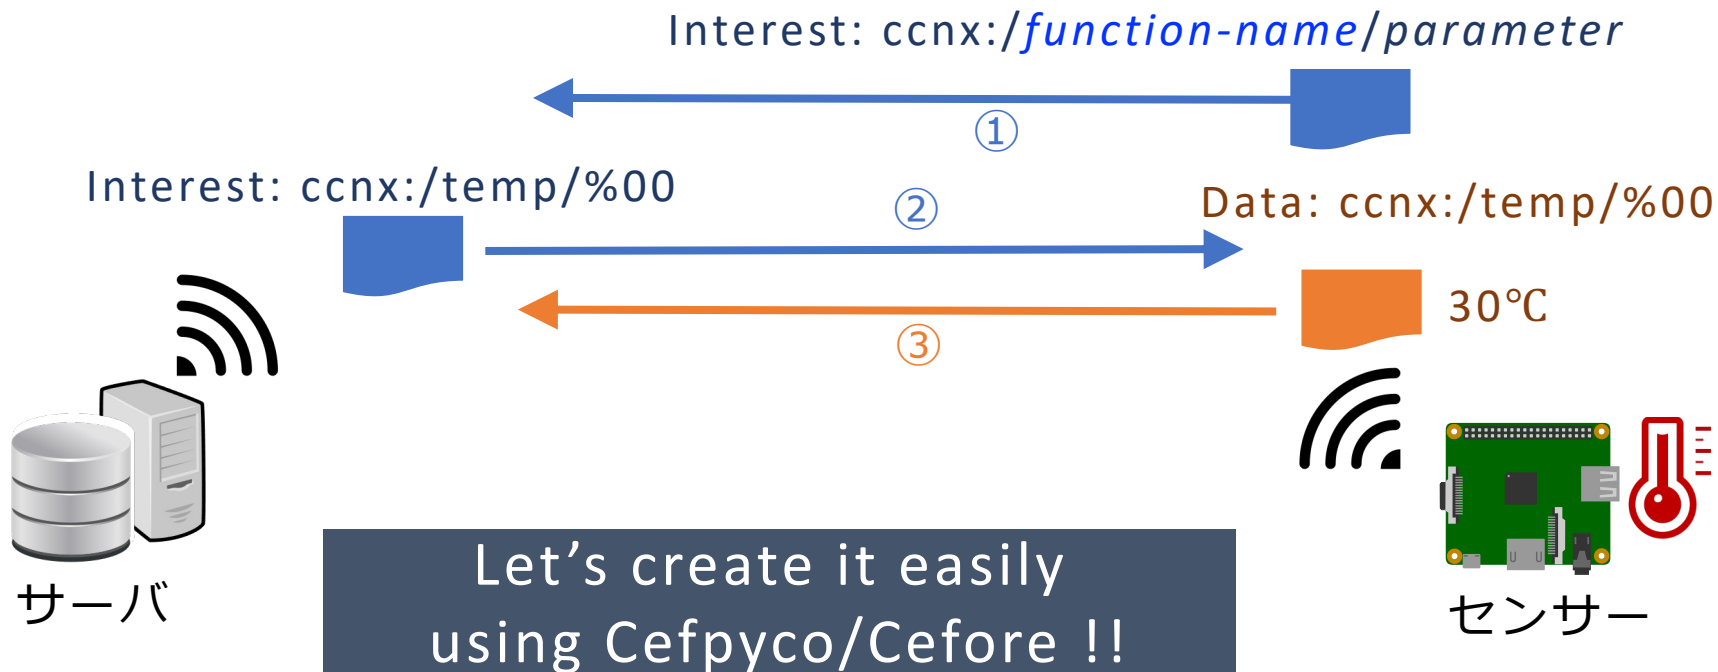 Interest: ccnx:/function-name/parameter
①
Interest: ccnx:/temp/%00
②
Data: ccnx:/temp/%00
30℃
③
サーバ
センサー
Let’s create it easily
using Cefpyco/Cefore !!